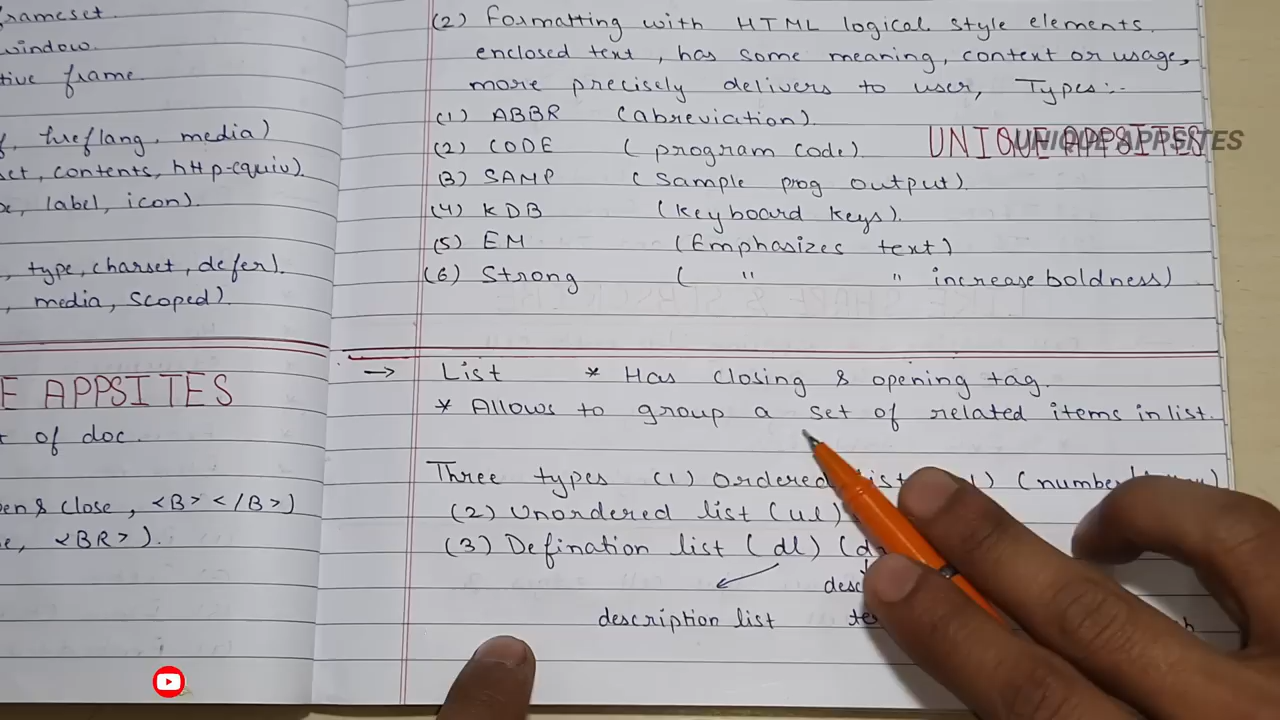 frameset.
window.
tive frame.
hreflang, media)
contents, http-equiv).
label, icon).
type, charset, defer).
media, scoped).
E APPSITES
of doc.
en & close, <B> </B>)
<BR>).
(2) Formatting with HTML logical style elements.
enclosed text, has some meaning, context or usage,
more precisely delivers to user, Types:-
(1) ABBR (abreviation).
UNIQUE APPSITES
UNIQUE APPSITES
(2) CODE (program code).
(3) SAMP (Sample prog output).
(4) KDB (Keyboard keys).
(5) EM (Emphasizes text)
(6) Strong ( " " increase boldness)
→ List * Has closing & opening tag.
* Allows to group a set of related items in list.
Three types (1) Ordered list (number
(2) Unordered list (ul)
(3) Defination list (dl)
description list